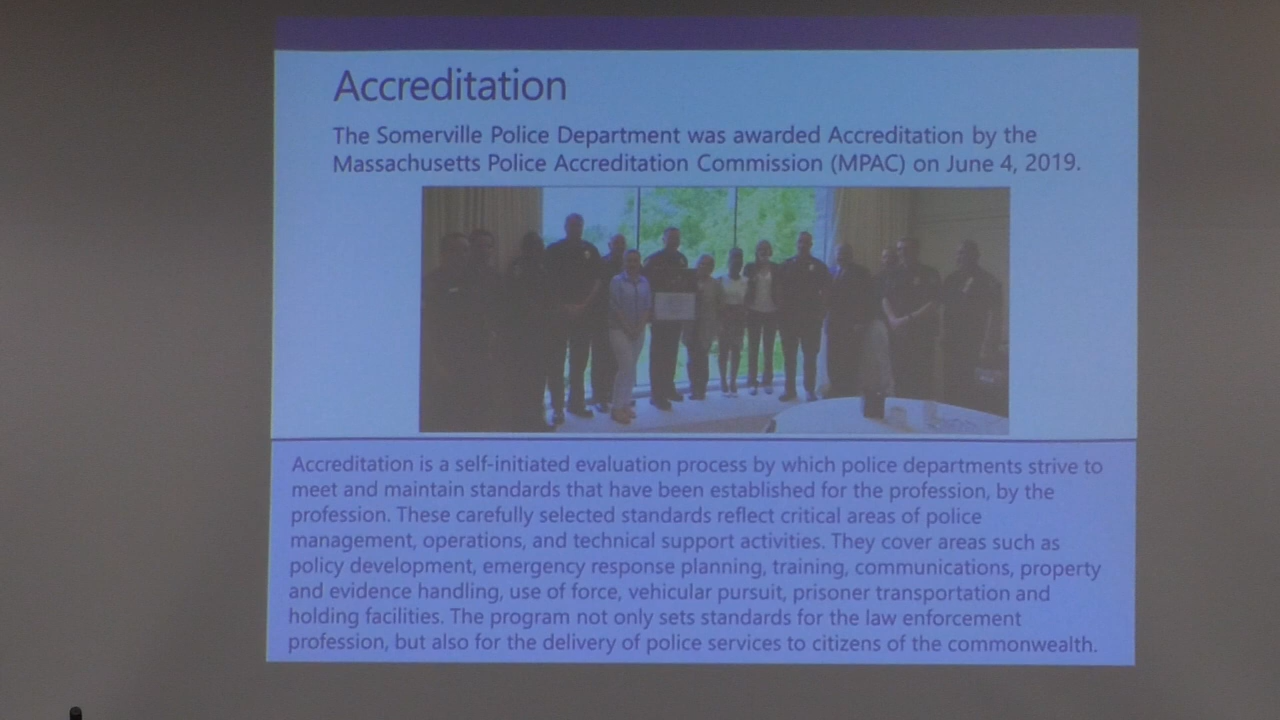 Accreditation
The Somerville Police Department was awarded Accreditation by the
Massachusetts Police Accreditation Commission (MPAC) on June 4, 2019.
Accreditation is a self-initiated evaluation process by which police departments strive to
meet and maintain standards that have been established for the profession, by the
profession. These carefully selected standards reflect critical areas of police
management, operations, and technical support activities. They cover areas such as
policy development, emergency response planning, training, communications, property
and evidence handling, use of force, vehicular pursuit, prisoner transportation and
holding facilities. The program not only sets standards for the law enforcement
profession, but also for the delivery of police services to citizens of the commonwealth.